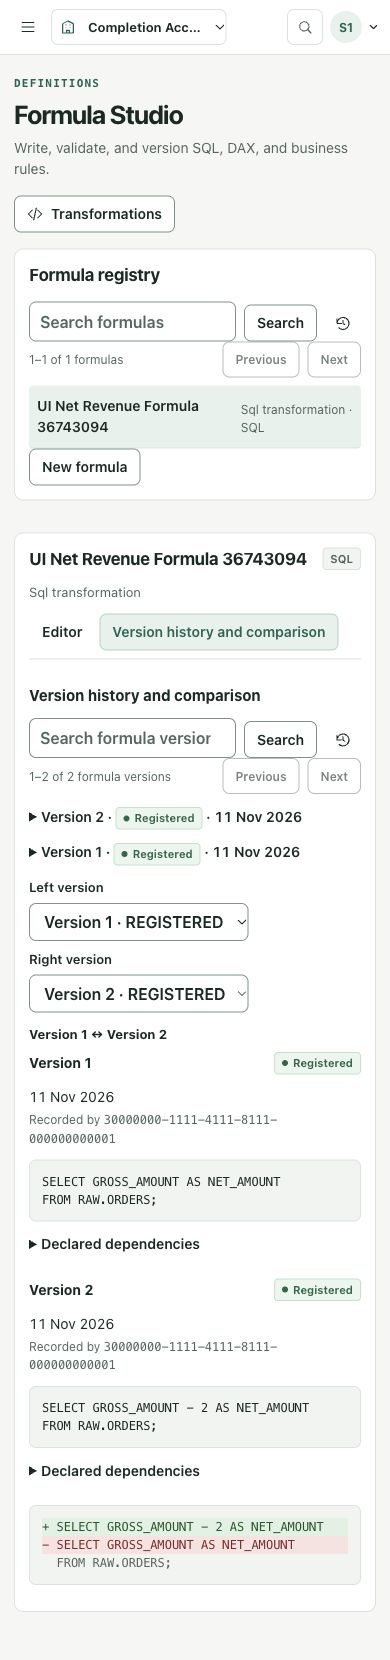 Completion Acc...
S1
DEFINITIONS
Formula Studio
Write, validate, and version SQL, DAX, and business
rules.
</> Transformations
Formula registry
Search formulas
Search
1–1 of 1 formulas
Previous
Next
UI Net Revenue Formula
36743094
Sql transformation ·
SQL
New formula
UI Net Revenue Formula 36743094
SQL
Sql transformation
Editor
Version history and comparison
Version history and comparison
Search formula version
Search
1–2 of 2 formula versions
Previous
Next
Version 2 · Registered · 11 Nov 2026
Version 1 · Registered · 11 Nov 2026
Left version
Version 1 · REGISTERED
Right version
Version 2 · REGISTERED
Version 1 ↔ Version 2
Version 1
Registered
11 Nov 2026
Recorded by 30000000-1111-4111-8111-
000000000001
SELECT GROSS_AMOUNT AS NET_AMOUNT
FROM RAW.ORDERS;
Declared dependencies
Version 2
Registered
11 Nov 2026
Recorded by 30000000-1111-4111-8111-
000000000001
SELECT GROSS_AMOUNT - 2 AS NET_AMOUNT
FROM RAW.ORDERS;
Declared dependencies
+ SELECT GROSS_AMOUNT - 2 AS NET_AMOUNT
- SELECT GROSS_AMOUNT AS NET_AMOUNT
FROM RAW.ORDERS;